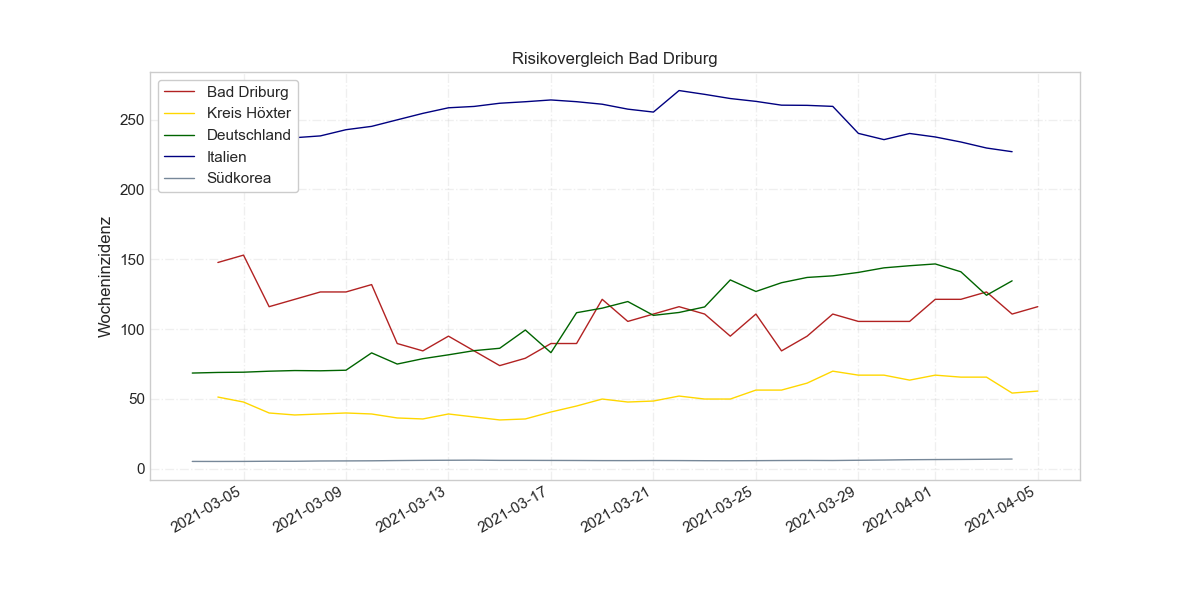 Risikovergleich Bad Driburg
Bad Driburg
Kreis Höxter
Deutschland
Italien
Südkorea
Wocheninzidenz
250
200
150
100
50
0
2021-03-05
2021-03-09
2021-03-13
2021-03-17
2021-03-21
2021-03-25
2021-03-29
2021-04-01
2021-04-05